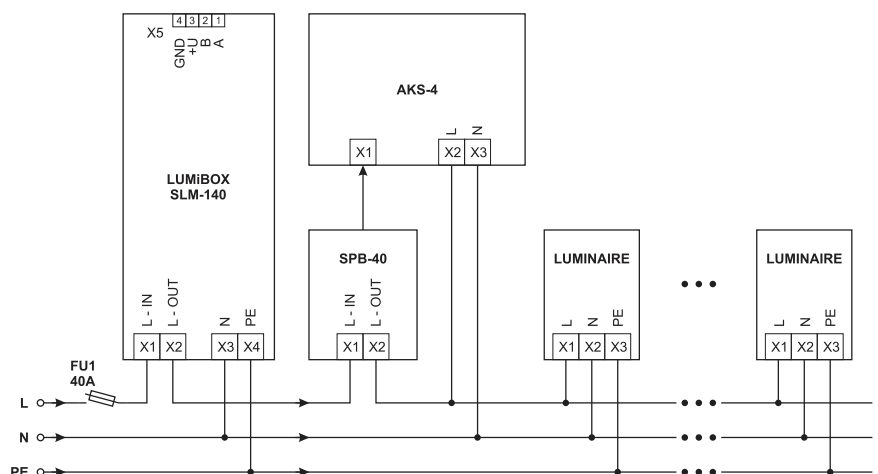 4 3 2 1
X5
GND
+U
B
A
AKS-4
L
N
X1
X2 X3
LUMiBOX
SLM-140
SPB-40
LUMINAIRE
LUMINAIRE
L - IN
L - OUT
N
PE
L - IN
L - OUT
L
N
PE
L
N
PE
X1 X2
X3 X4
X1 X2
X1 X2 X3
X1 X2 X3
FU1
40A
L
N
PE